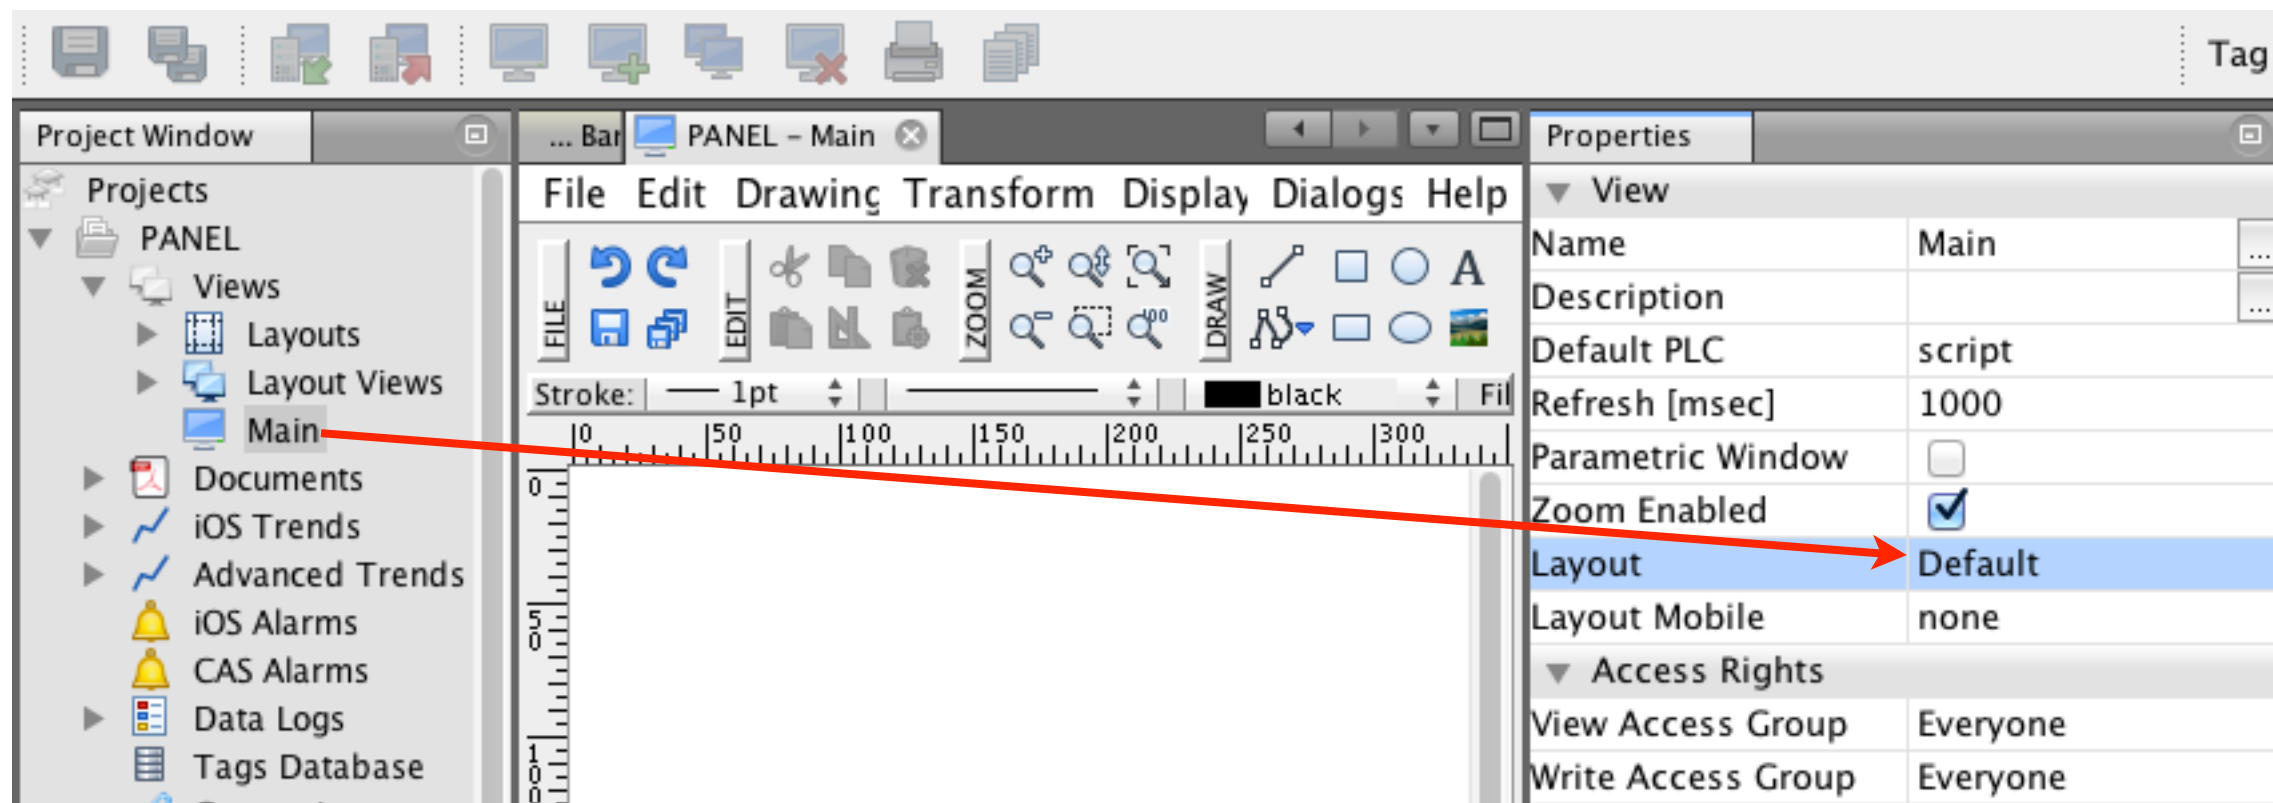 Tag
Project Window
... Bar
PANEL – Main
Properties
Projects
PANEL
Views
Layouts
Layout Views
Main
Documents
iOS Trends
Advanced Trends
iOS Alarms
CAS Alarms
Data Logs
Tags Database
File Edit Drawing Transform Display Dialogs Help
FILE
EDIT
ZOOM
100
DRAW
A
Stroke: 1pt black Fil
0 50 100 150 200 250 300
0
50
View
Name Main ...
Description ...
Default PLC script
Refresh [msec] 1000
Parametric Window
Zoom Enabled
Layout Default
Layout Mobile none
Access Rights
View Access Group Everyone
Write Access Group Everyone